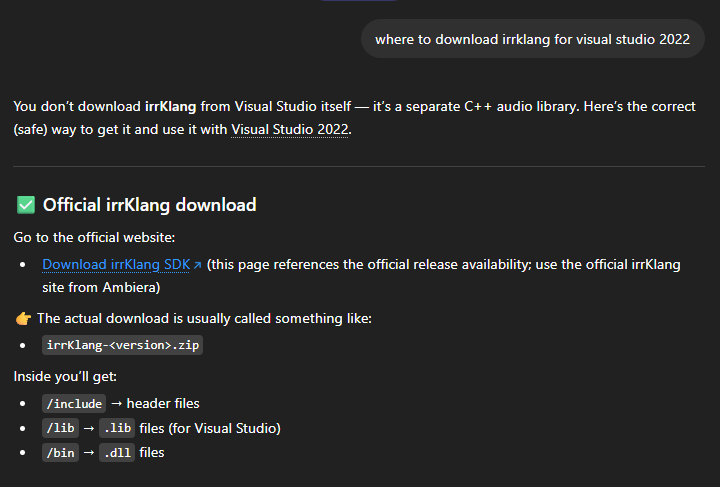 where to download irrklang for visual studio 2022
You don’t download irrKlang from Visual Studio itself — it’s a separate C++ audio library. Here’s the correct
(safe) way to get it and use it with Visual Studio 2022.
✅ Official irrKlang download
Go to the official website:
• Download irrKlang SDK ↗ (this page references the official release availability; use the official irrKlang
site from Ambiera)
👉 The actual download is usually called something like:
• irrKlang-<version>.zip
Inside you’ll get:
• /include → header files
• /lib → .lib files (for Visual Studio)
• /bin → .dll files